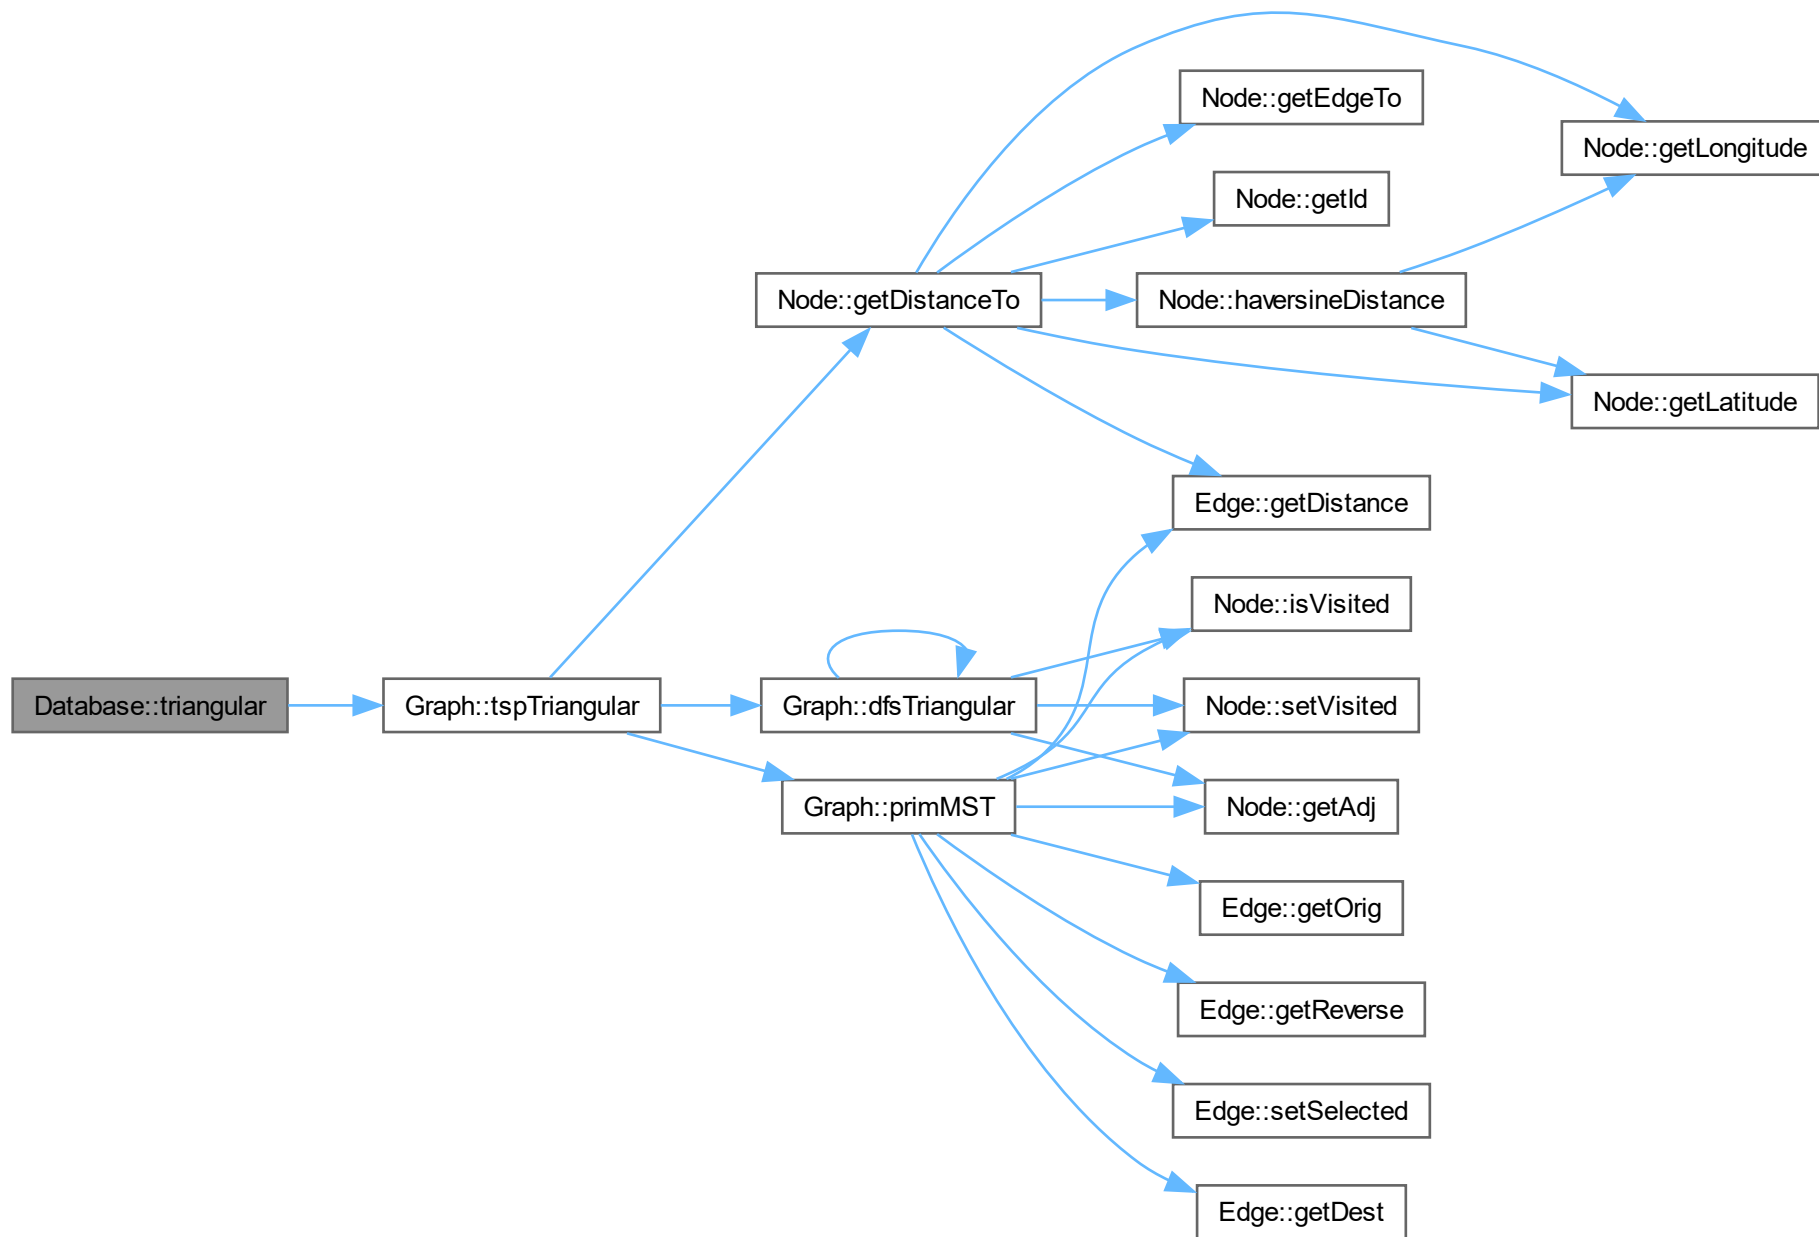 Node::getEdgeTo
Node::getLongitude
Node::getId
Node::getDistanceTo
Node::haversineDistance
Node::getLatitude
Edge::getDistance
Node::isVisited
Database::triangular
Graph::tspTriangular
Graph::dfsTriangular
Node::setVisited
Graph::primMST
Node::getAdj
Edge::getOrig
Edge::getReverse
Edge::setSelected
Edge::getDest